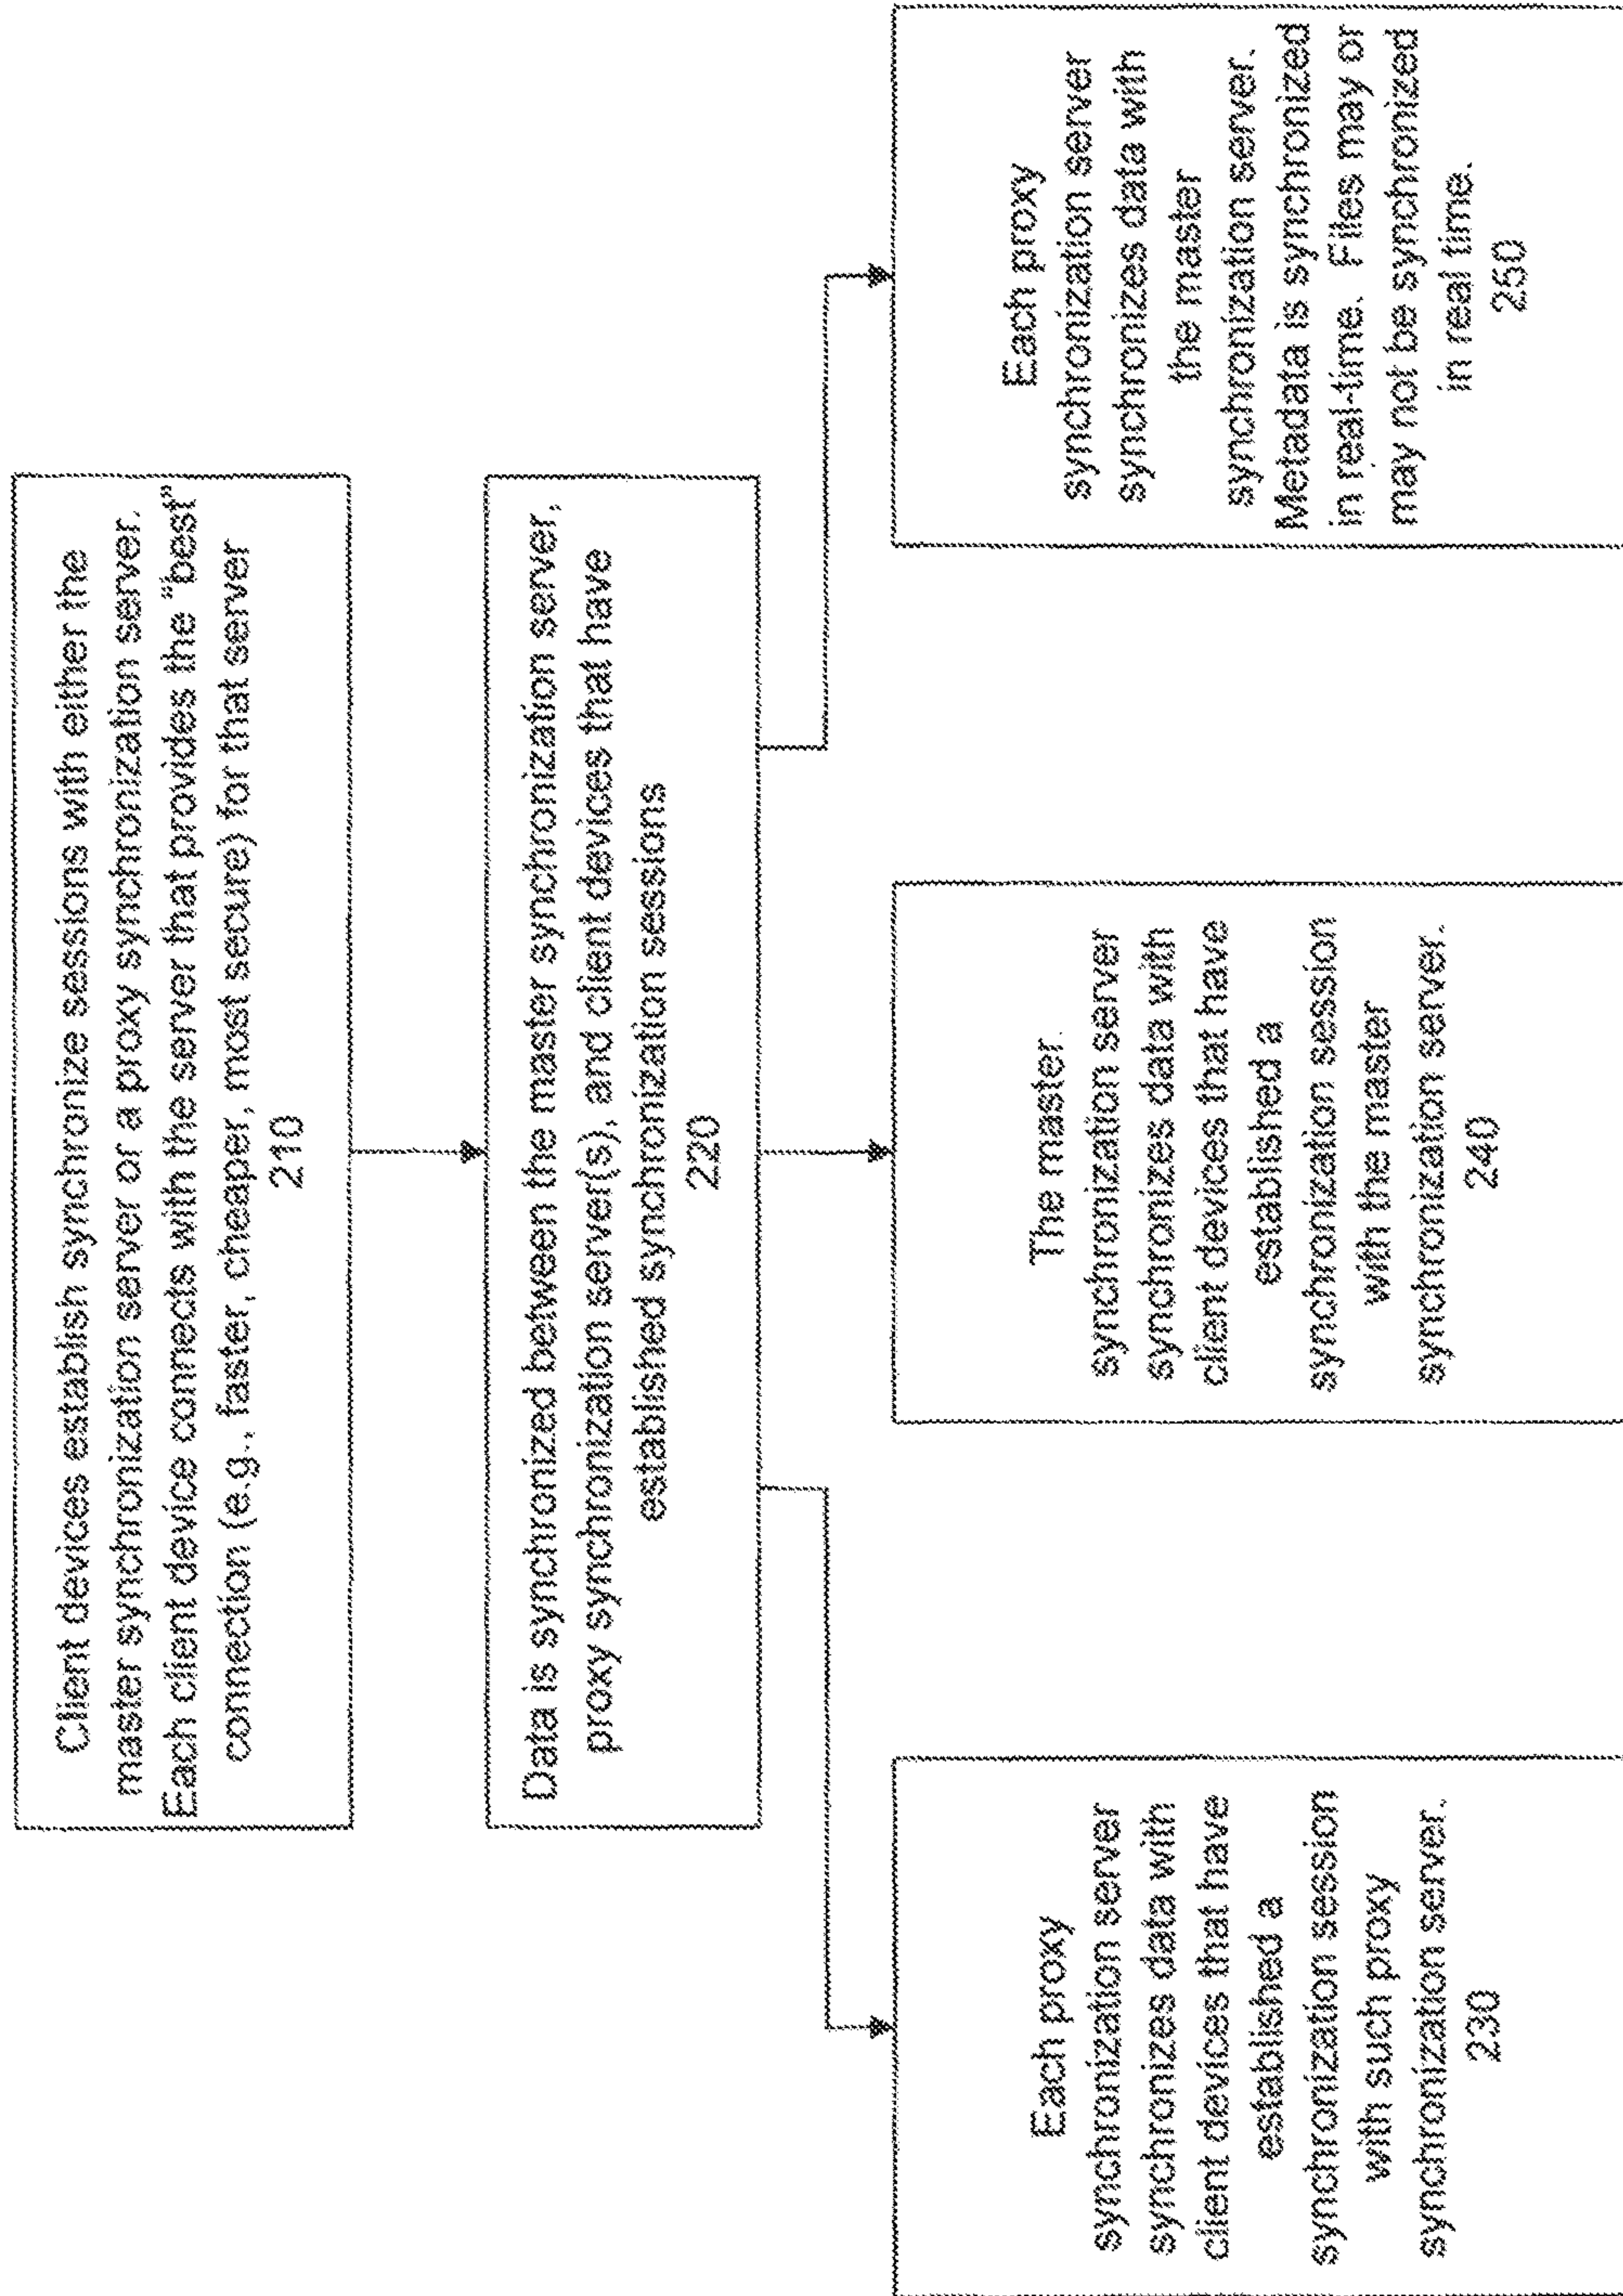 Client devices establish synchronize sessions with either the
master synchronization server or a proxy synchronization server.
Each client device connects with the server that provides the "best"
connection (e.g., faster, cheaper, most secure) for that server
210
Data is synchronized between the master synchronization server,
proxy synchronization server(s), and client devices that have
established synchronization sessions
220
Each proxy
synchronization server
synchronizes data with
client devices that have
established a
synchronization session
with such proxy
synchronization server.
230
The master
synchronization server
synchronizes data with
client devices that have
established a
synchronization session
with the master
synchronization server.
240
Each proxy
synchronization server
synchronizes data with
the master
synchronization server.
Metadata is synchronized
in real-time. Files may or
may not be synchronized
in real time.
250